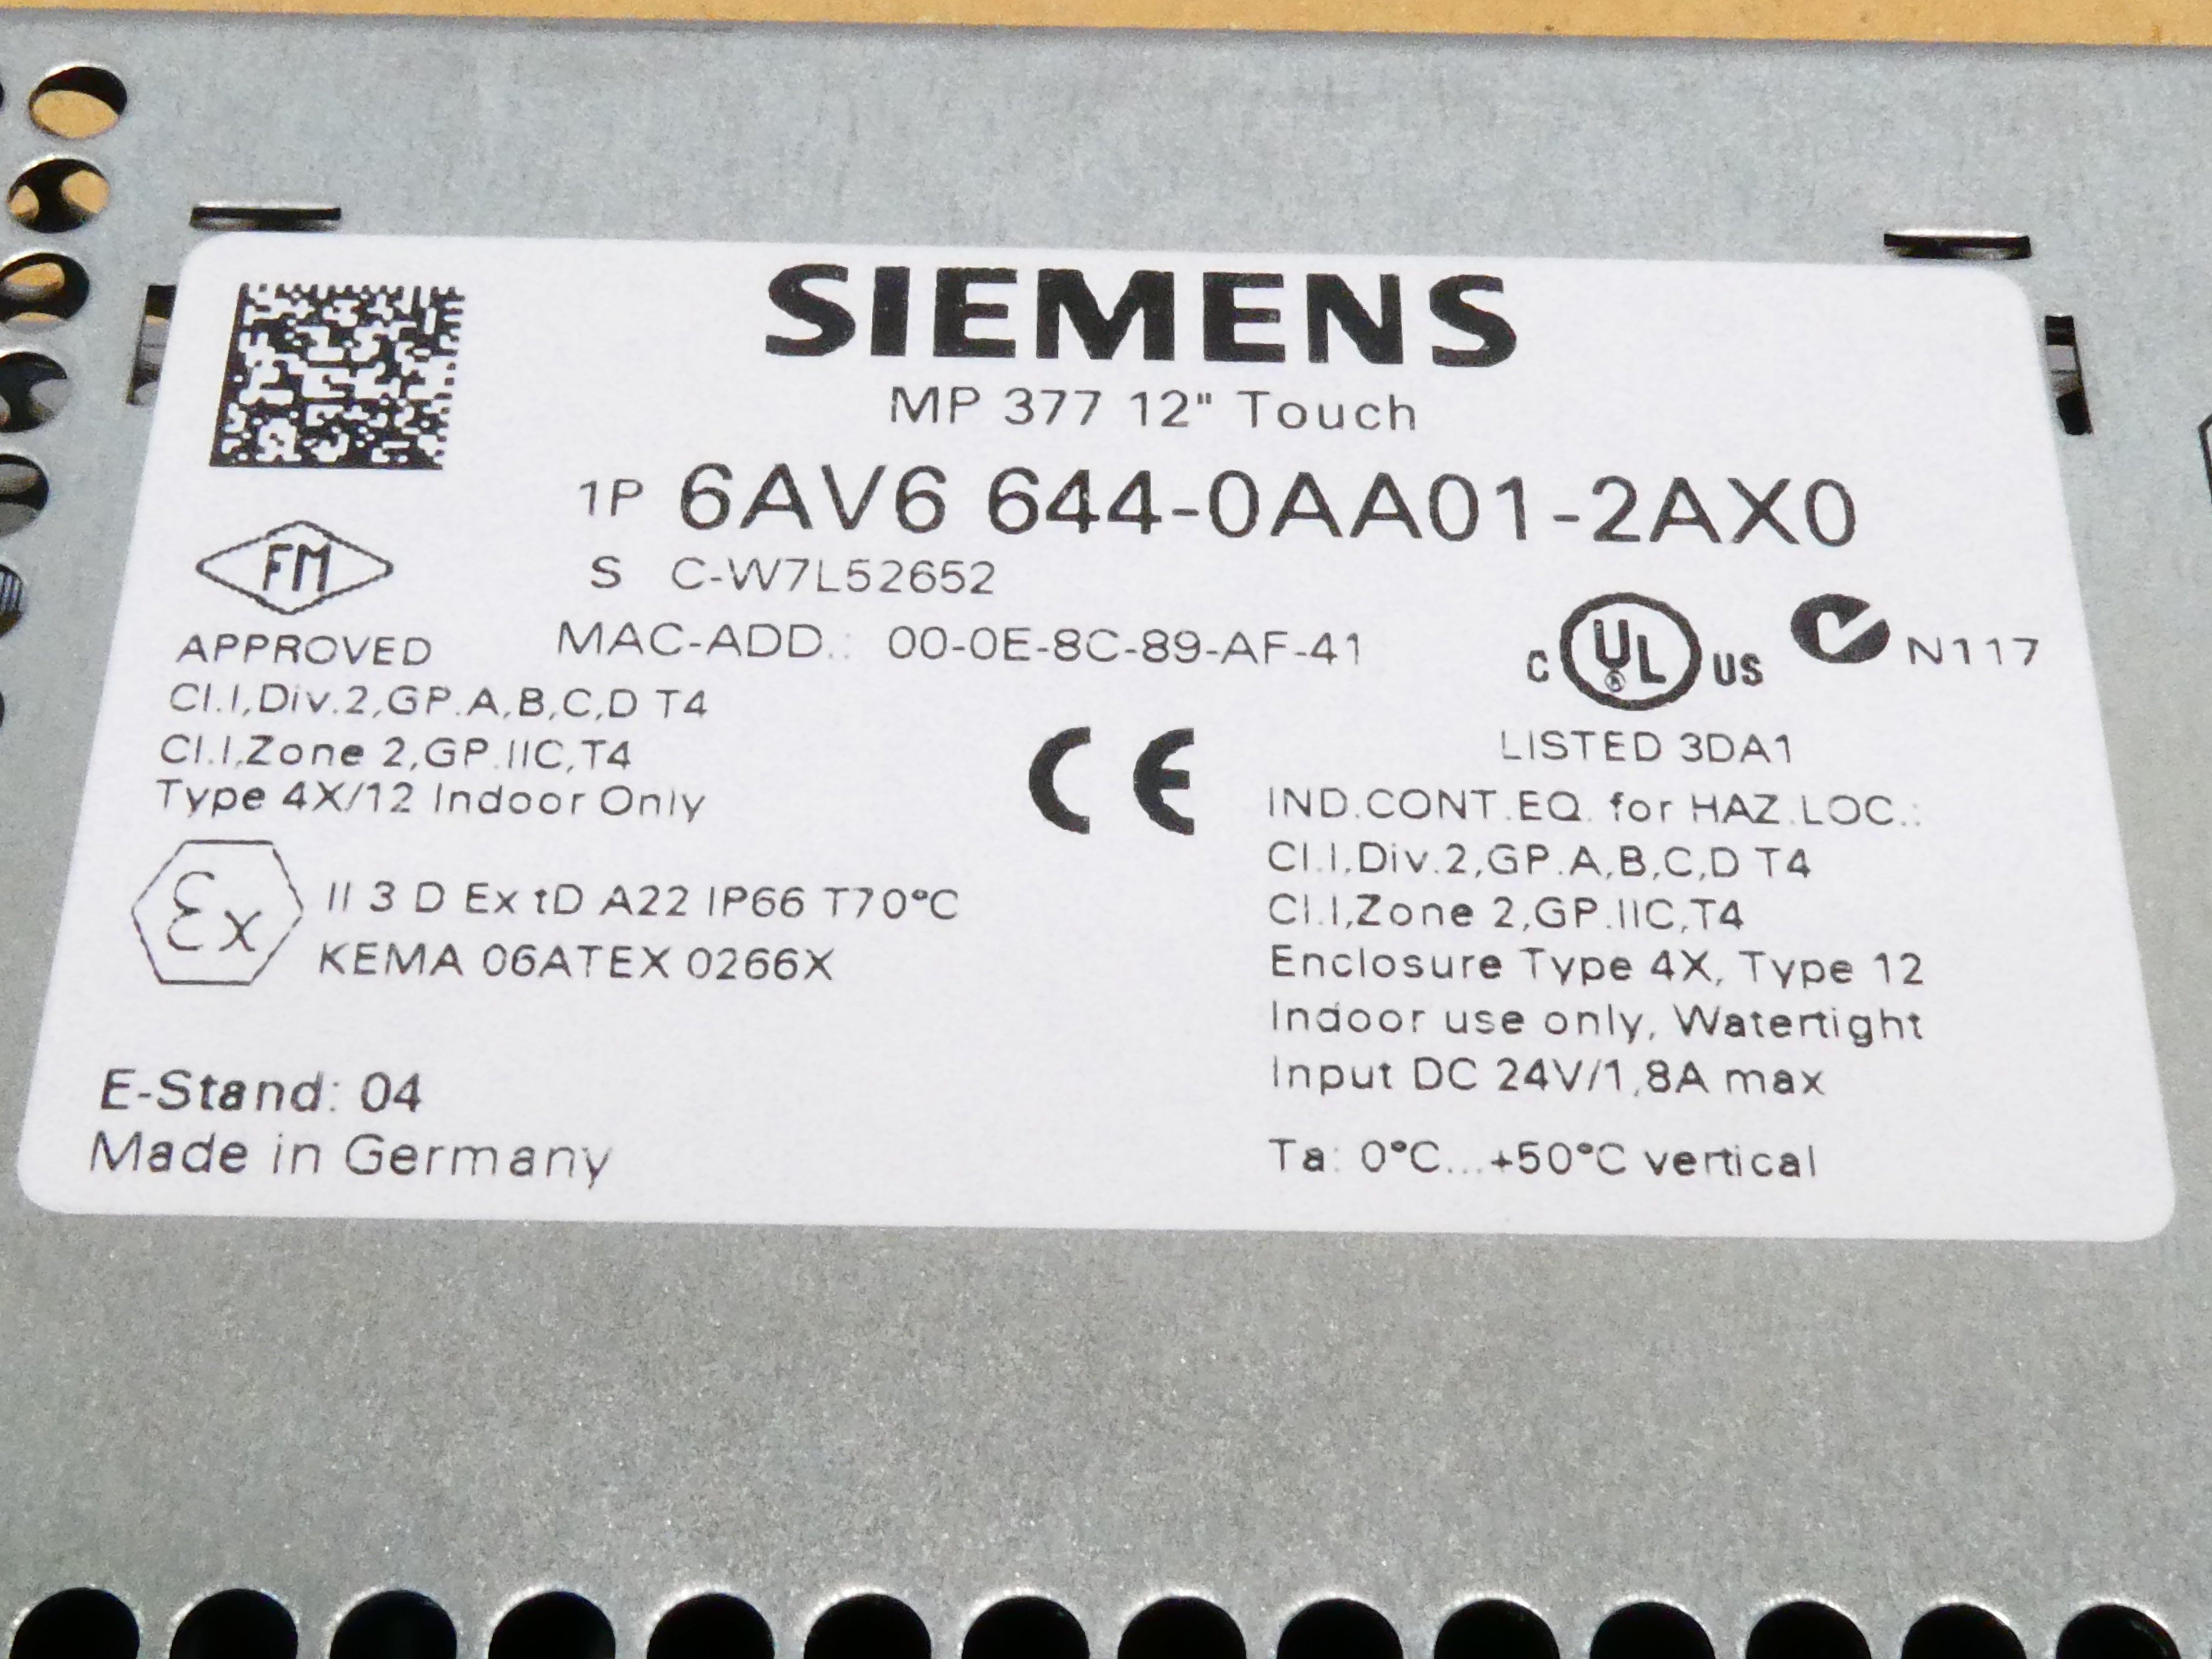 SIEMENS
MP 377 12" Touch
1P 6AV6 644-0AA01-2AX0
S C-W7L52652
MAC-ADD.: 00-0E-8C-89-AF-41
FM
APPROVED
Cl.I,Div.2,GP.A,B,C,D T4
Cl.I,Zone 2,GP.IIC,T4
Type 4X/12 Indoor Only
C UL ® US
N117
LISTED 3DA1
IND.CONT.EQ. for HAZ.LOC.:
Cl.I,Div.2,GP.A,B,C,D T4
Cl.I,Zone 2,GP.IIC,T4
Enclosure Type 4X, Type 12
Indoor use only, Watertight
Input DC 24V/1,8A max
Ta: 0°C...+50°C vertical
CE
Ex
II 3 D Ex tD A22 IP66 T70°C
KEMA 06ATEX 0266X
E-Stand: 04
Made in Germany